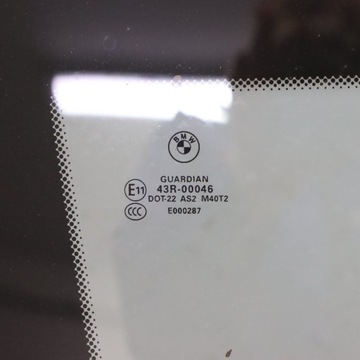 BMW
GUARDIAN
E11 43R-00046
DOT-22 AS2 M40T2
CCC E000287